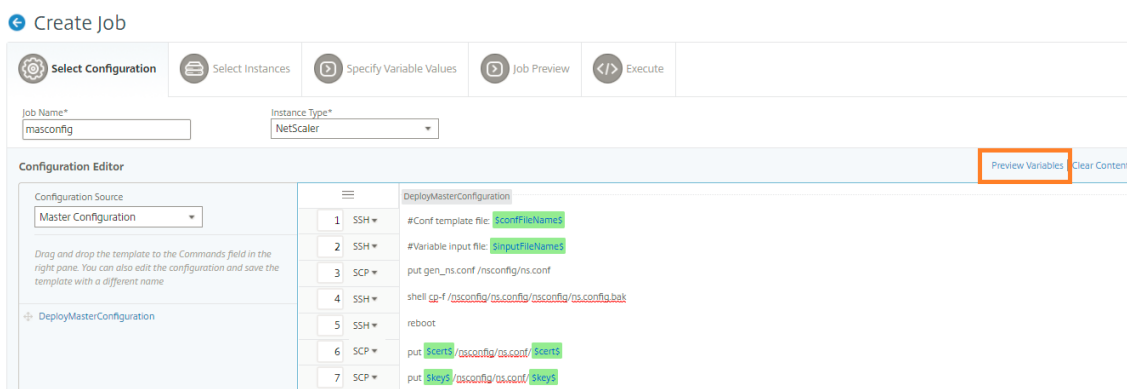 Create Job
Select Configuration
Select Instances
Specify Variable Values
Job Preview
Execute
Job Name*
Instance Type*
masconfig
NetScaler
Configuration Editor
Preview Variables
Clear Content
Configuration Source
Master Configuration
Drag and drop the template to the Commands field in the
right pane. You can also edit the configuration and save the
template with a different name
DeployMasterConfiguration
DeployMasterConfiguration
1 SSH #Conf template file: $confFileName$
2 SSH #Variable input file: $inputFileName$
3 SCP put gen_ns.conf /nsconfig/ns.conf
4 SSH shell cp-f /nsconfig/ns.config/nsconfig/ns.config.bak
5 SSH reboot
6 SCP put $cert$ /nsconfig/ns.conf/ $cert$
7 SCP put $key$ /nsconfig/ns.conf/ $key$